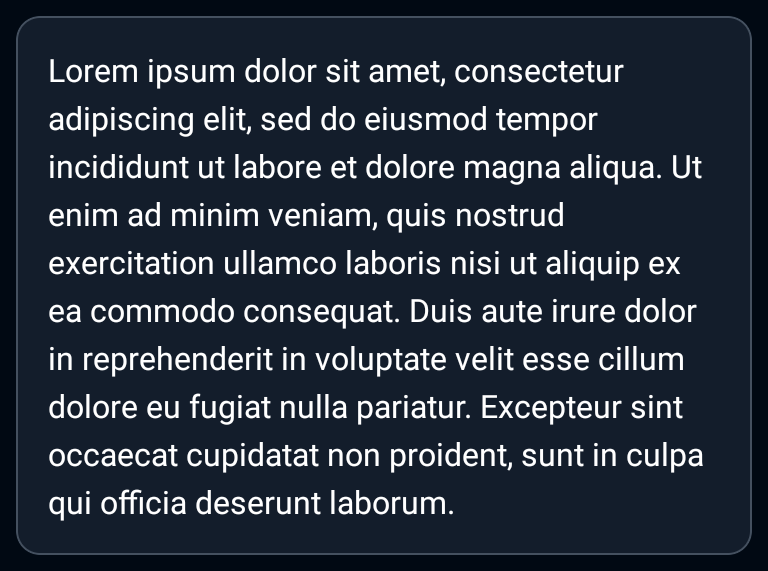 Lorem ipsum dolor sit amet, consectetur
adipiscing elit, sed do eiusmod tempor
incididunt ut labore et dolore magna aliqua. Ut
enim ad minim veniam, quis nostrud
exercitation ullamco laboris nisi ut aliquip ex
ea commodo consequat. Duis aute irure dolor
in reprehenderit in voluptate velit esse cillum
dolore eu fugiat nulla pariatur. Excepteur sint
occaecat cupidatat non proident, sunt in culpa
qui officia deserunt laborum.